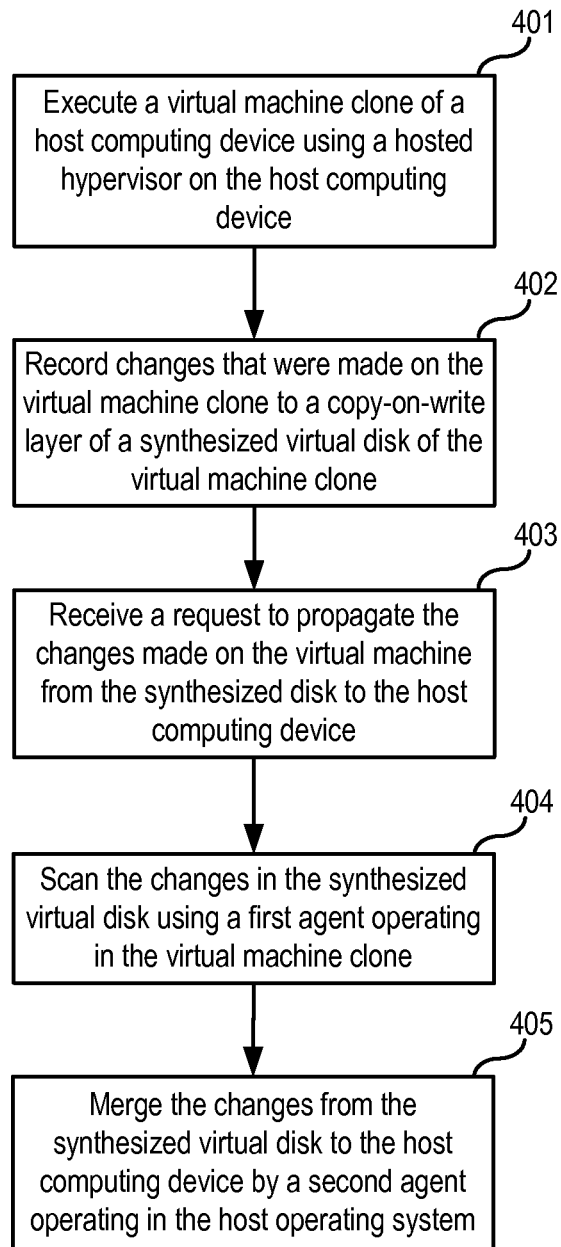 401
Execute a virtual machine clone of a
host computing device using a hosted
hypervisor on the host computing
device
402
Record changes that were made on the
virtual machine clone to a copy-on-write
layer of a synthesized virtual disk of the
virtual machine clone
403
Receive a request to propagate the
changes made on the virtual machine
from the synthesized disk to the host
computing device
404
Scan the changes in the synthesized
virtual disk using a first agent operating
in the virtual machine clone
405
Merge the changes from the
synthesized virtual disk to the host
computing device by a second agent
operating in the host operating system